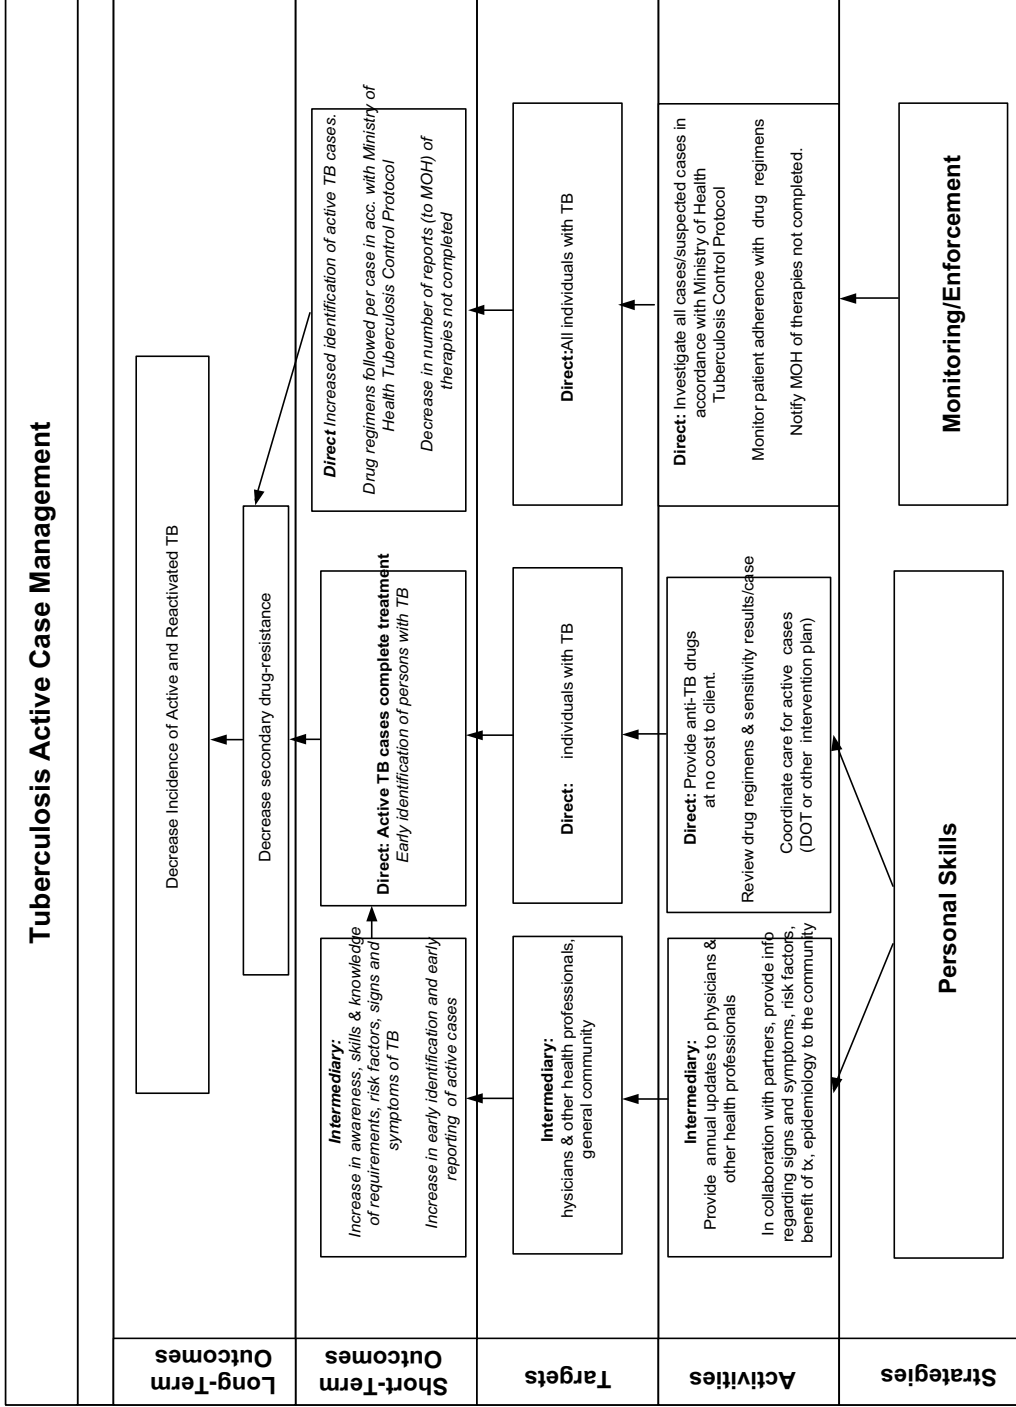 Tuberculosis Active Case Management
Long-Term
Outcomes
Decrease Incidence of Active and Reactivated TB
Decrease secondary drug-resistance
Short-Term
Outcomes
Intermediary:
Increase in awareness, skills & knowledge
of requirements, risk factors, signs and
symptoms of TB
Increase in early identification and early
reporting of active cases
Direct: Active TB cases complete treatment
Early identification of persons with TB
Direct Increased identification of active TB cases.
Drug regimens followed per case in acc. with Ministry of
Health Tuberculosis Control Protocol
Decrease in number of reports (to MOH) of
therapies not completed
Targets
Intermediary:
hysicians & other health professionals,
general community
Direct: individuals with TB
Direct:All individuals with TB
Activities
Intermediary:
Provide annual updates to physicians &
other health professionals
In collaboration with partners, provide info
regarding signs and symptoms, risk factors,
benefit of tx, epidemiology to the community
Direct: Provide anti-TB drugs
at no cost to client.
Review drug regimens & sensitivity results/case
Coordinate care for active cases
(DOT or other intervention plan)
Direct: Investigate all cases/suspected cases in
accordance with Ministry of Health
Tuberculosis Control Protocol
Monitor patient adherence with drug regimens
Notify MOH of therapies not completed.
Strategies
Personal Skills
Monitoring/Enforcement